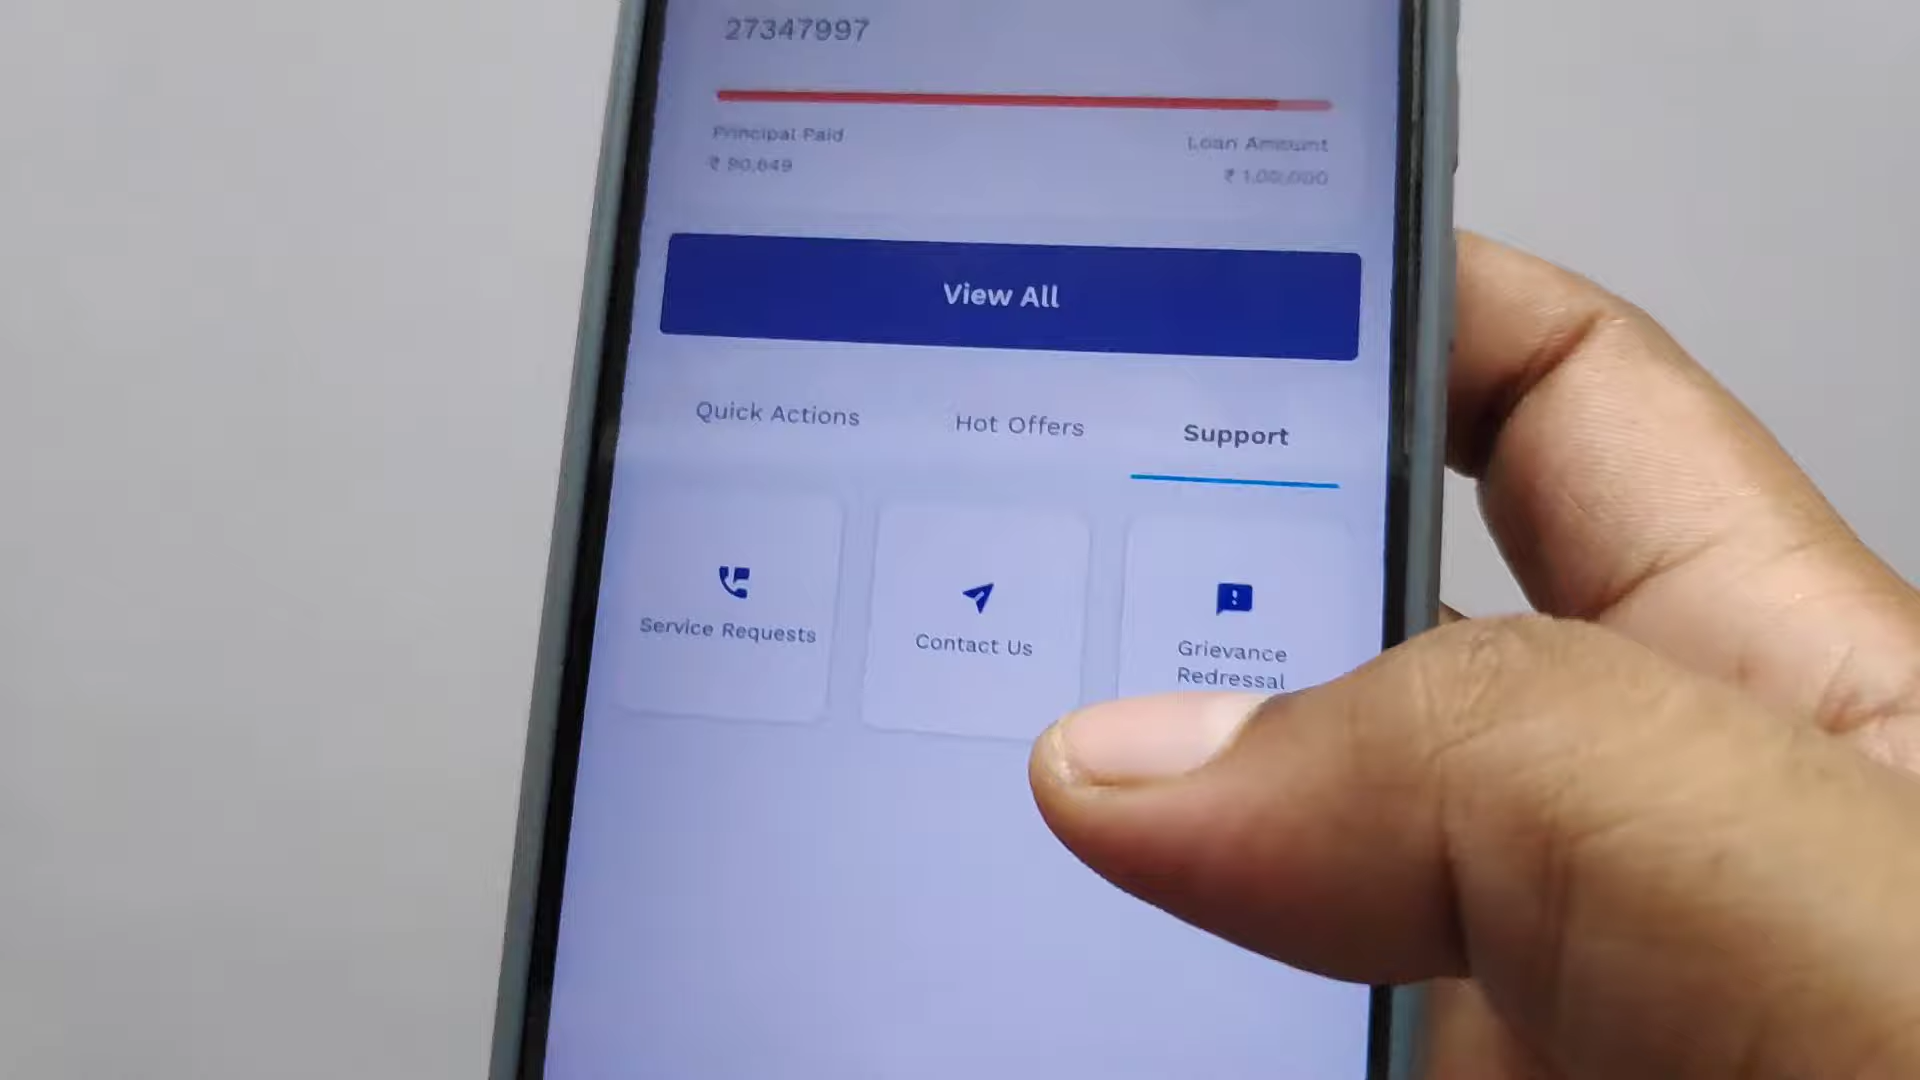 27347997
Principal Paid
Loan Amount
₹ 90,649
₹ 1,00,000
View All
Quick Actions
Hot Offers
Support
Service Requests
Contact Us
Grievance
Redressal